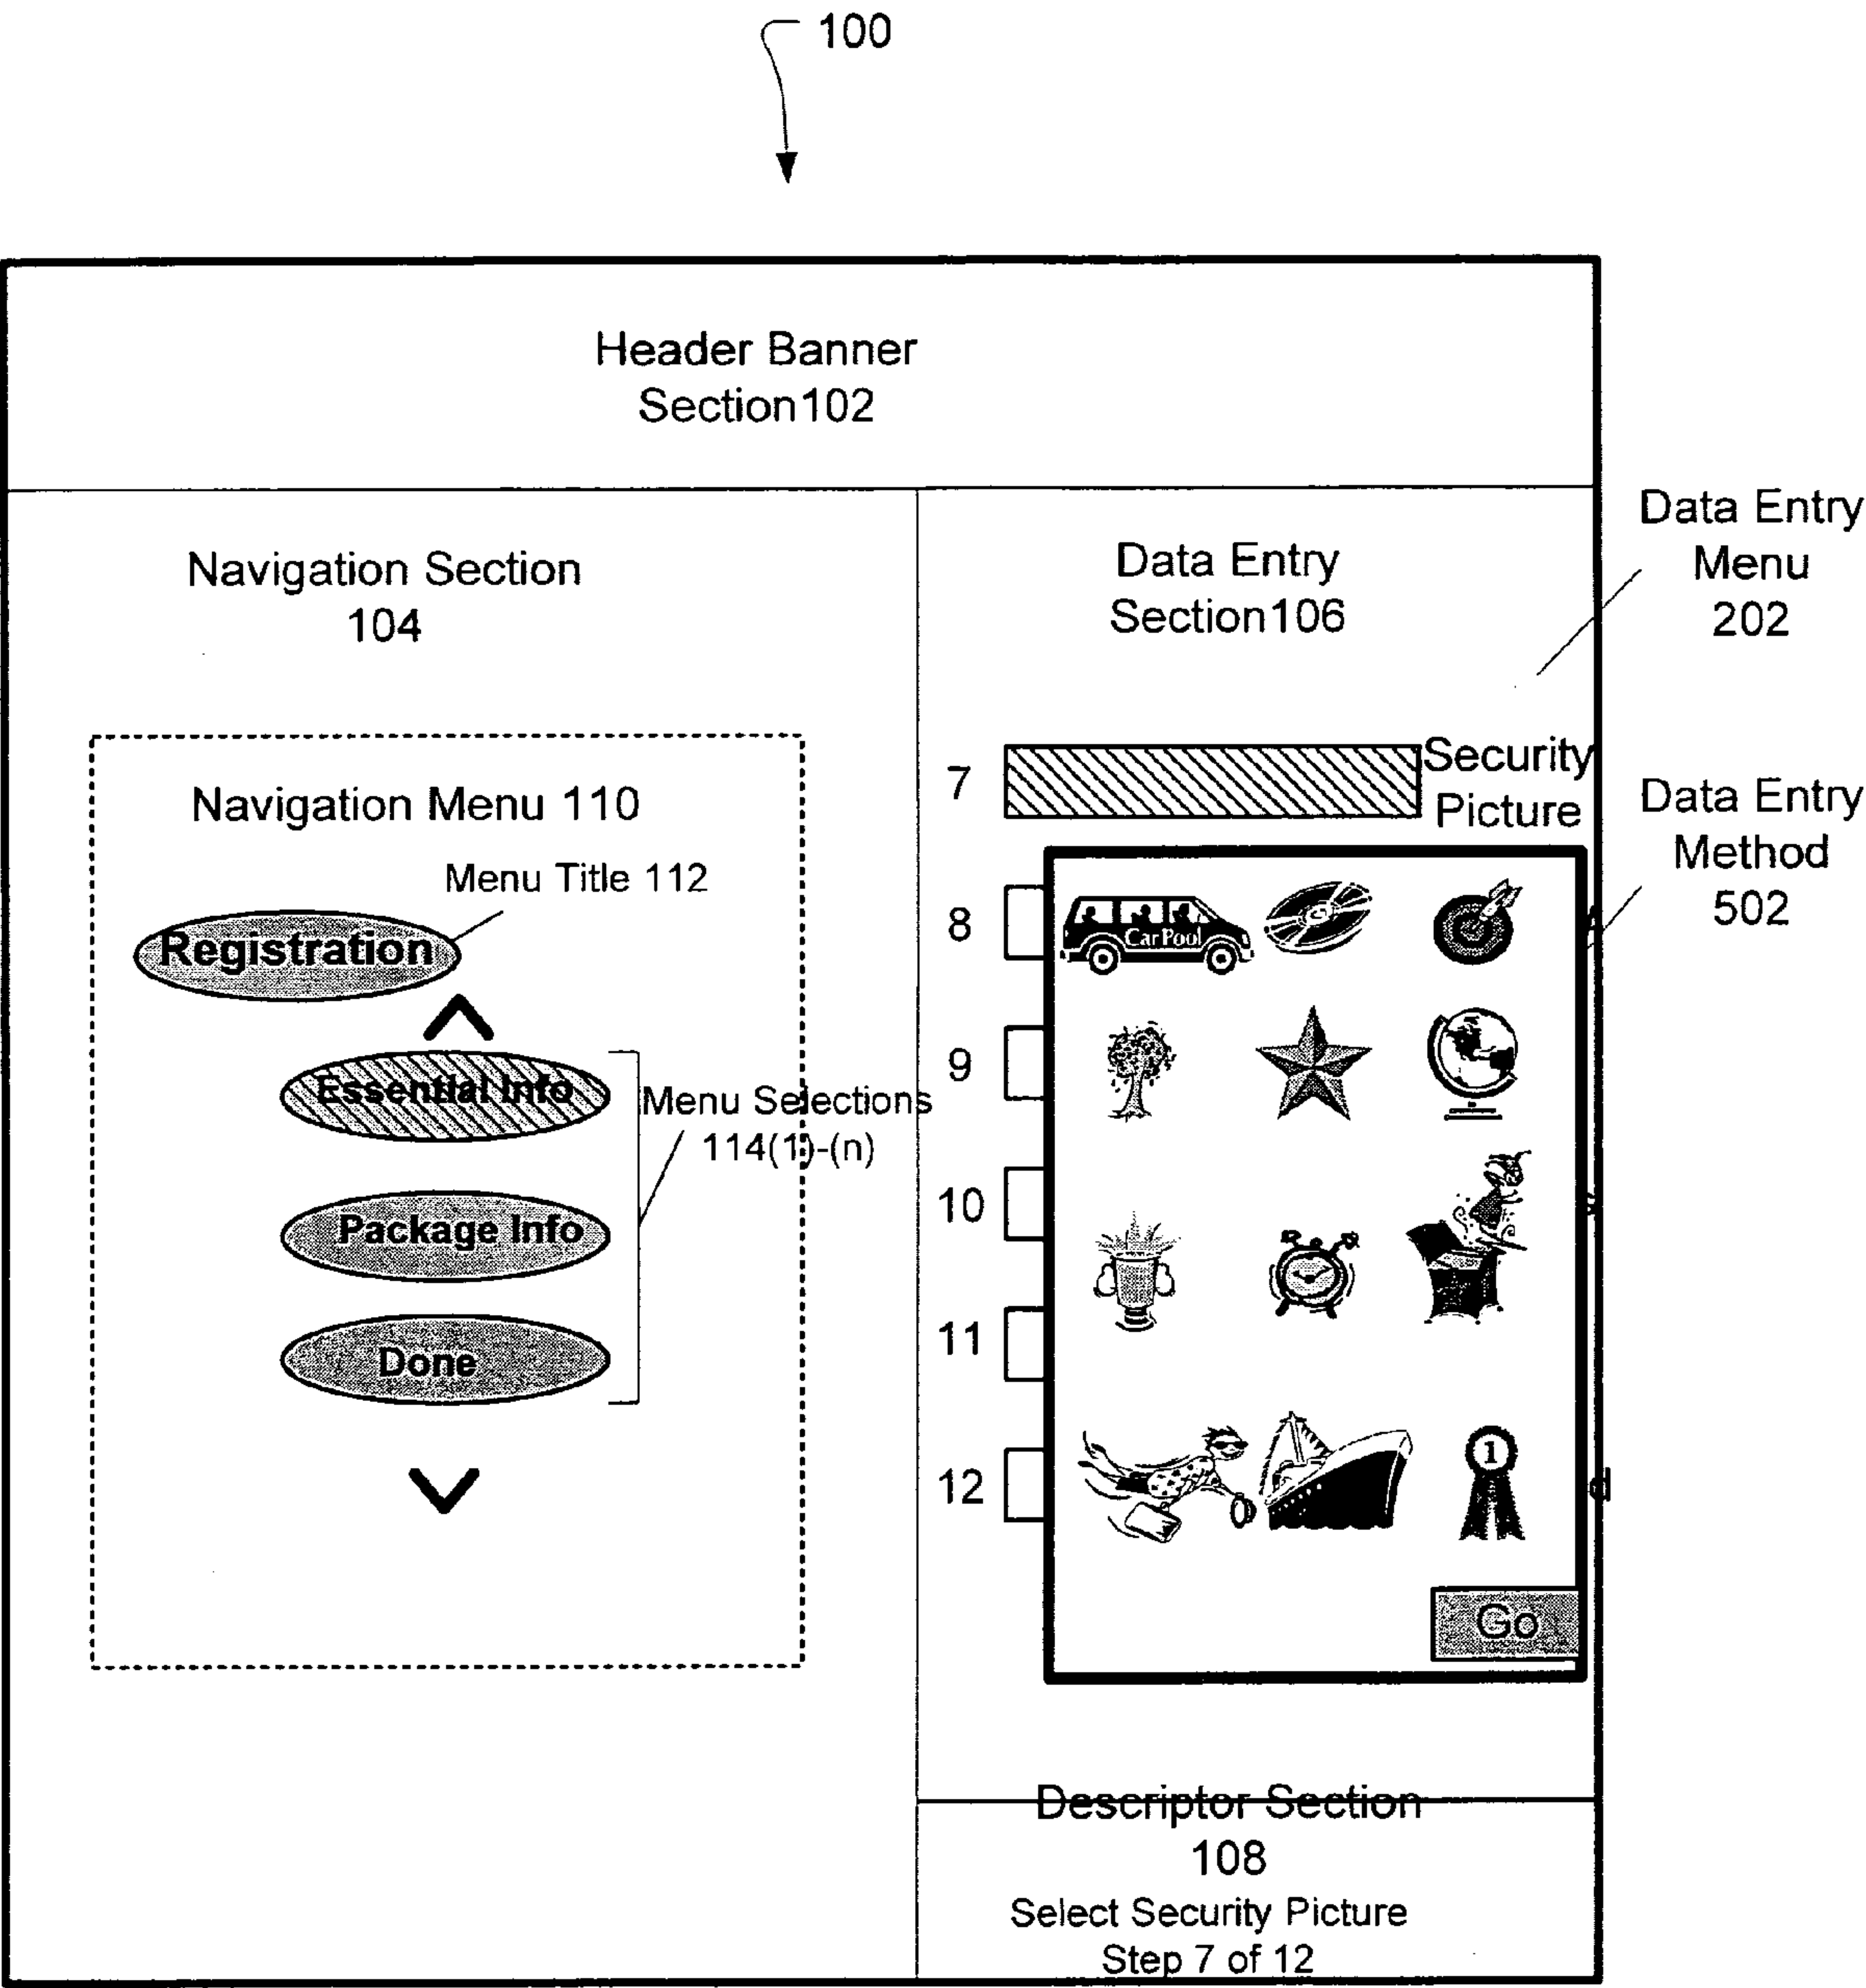 100
Header Banner
Section102
Navigation Section
104
Data Entry
Section106
Data Entry
Menu
202
Navigation Menu 110
Menu Title 112
Registration
Essential Info
Package Info
Done
Menu Selections
114(1)-(n)
7
Security
Picture
Data Entry
Method
502
8
Car Pool
9
10
11
12
1
Go
Descriptor Section
108
Select Security Picture
Step 7 of 12